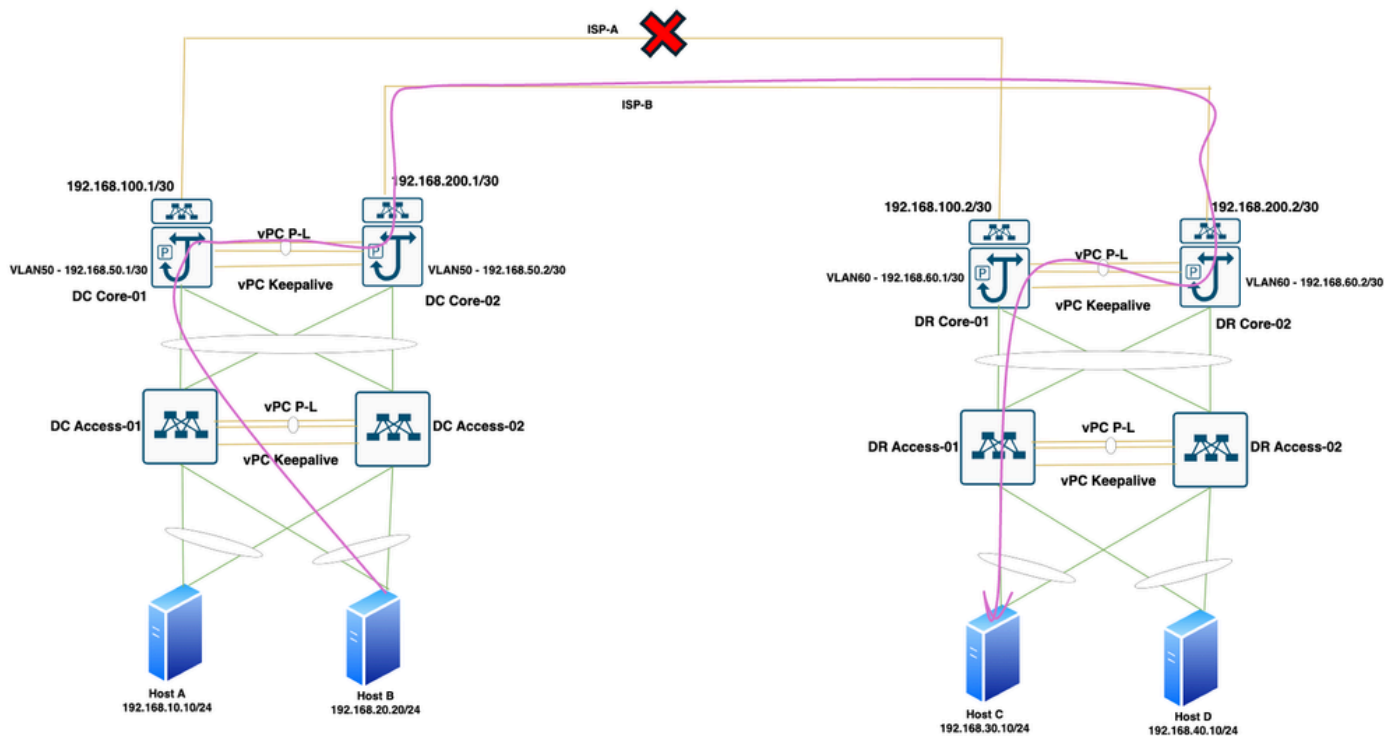 ISP-A
ISP-B
192.168.100.1/30
192.168.200.1/30
192.168.100.2/30
192.168.200.2/30
P
vPC P-L
P
VLAN50 - 192.168.50.1/30
VLAN50 - 192.168.50.2/30
vPC Keepalive
DC Core-01
DC Core-02
P
vPC P-L
P
VLAN60 - 192.168.60.1/30
VLAN60 - 192.168.60.2/30
vPC Keepalive
DR Core-01
DR Core-02
DC Access-01
vPC P-L
DC Access-02
vPC Keepalive
DR Access-01
vPC P-L
DR Access-02
vPC Keepalive
Host A
192.168.10.10/24
Host B
192.168.20.20/24
Host C
192.168.30.10/24
Host D
192.168.40.10/24